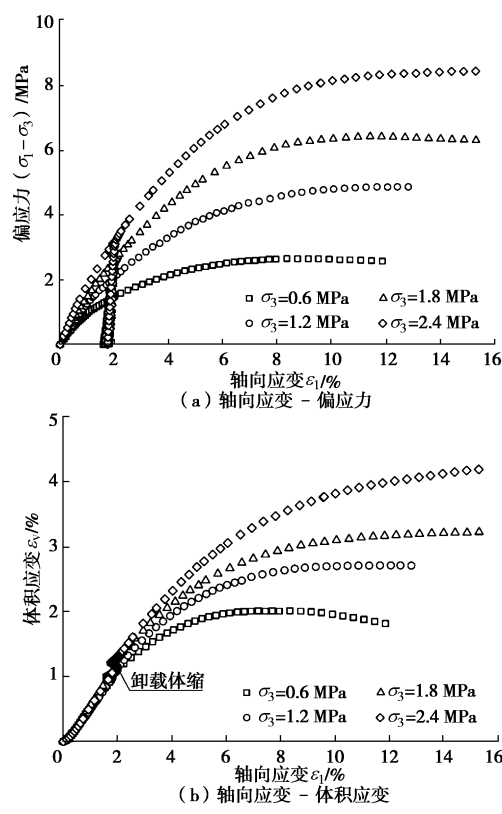 10
8
6
4
2
偏应力（σ1-σ3）/MPa
□ σ3=0.6 MPa △ σ3=1.8 MPa
○ σ3=1.2 MPa ◇ σ3=2.4 MPa
0 2 4 6 8 10 12 14 16
轴向应变ε1/%
（a）轴向应变 - 偏应力
5
4
3
2
1
体积应变εv/%
卸载体缩
□ σ3=0.6 MPa △ σ3=1.8 MPa
○ σ3=1.2 MPa ◇ σ3=2.4 MPa
0 2 4 6 8 10 12 14 16
轴向应变ε1/%
（b）轴向应变 - 体积应变